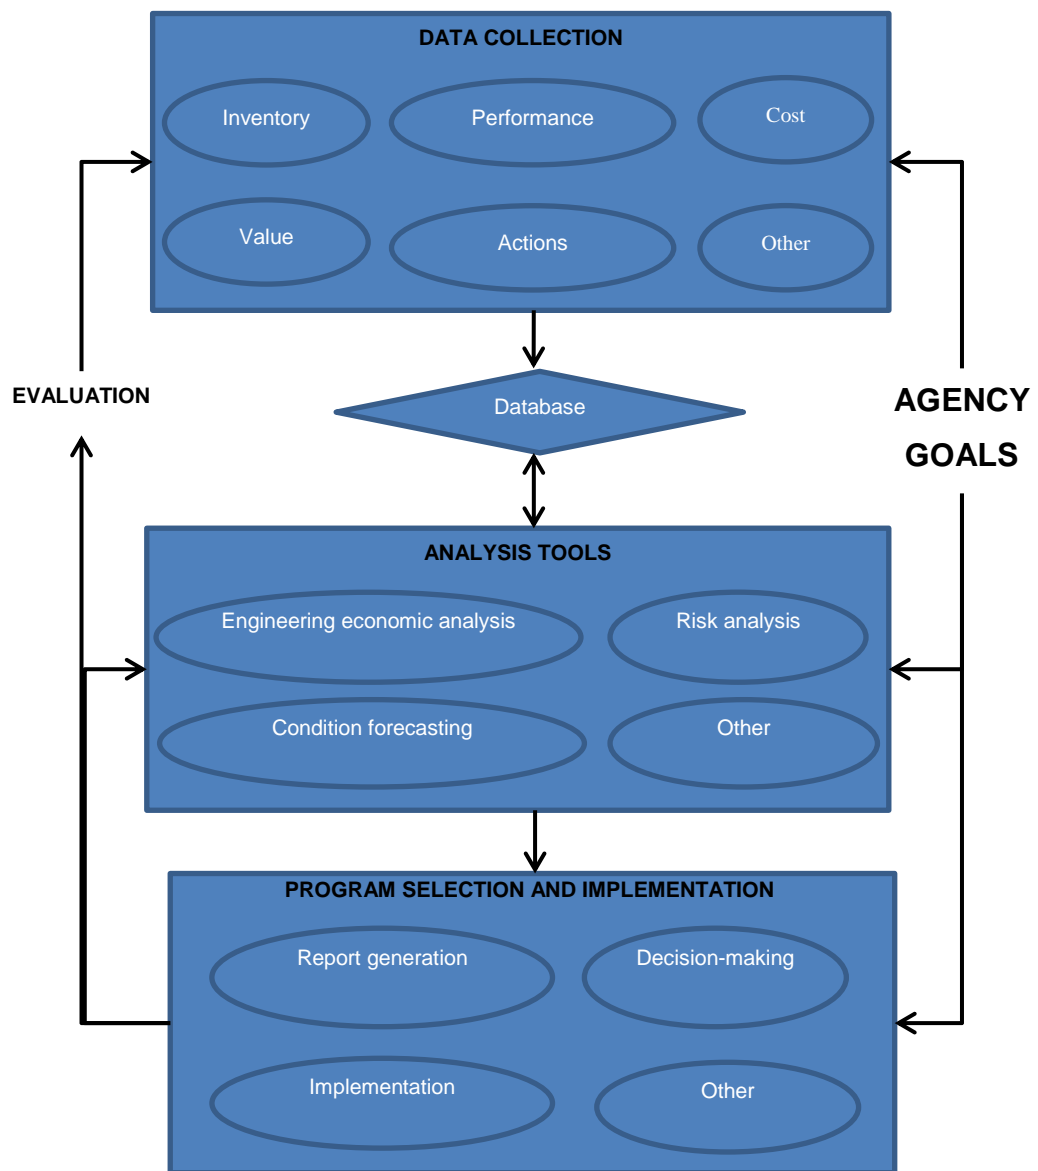 DATA COLLECTION
Inventory
Performance
Cost
Value
Actions
Other
EVALUATION
Database
AGENCY
GOALS
ANALYSIS TOOLS
Engineering economic analysis
Risk analysis
Condition forecasting
Other
PROGRAM SELECTION AND IMPLEMENTATION
Report generation
Decision-making
Implementation
Other